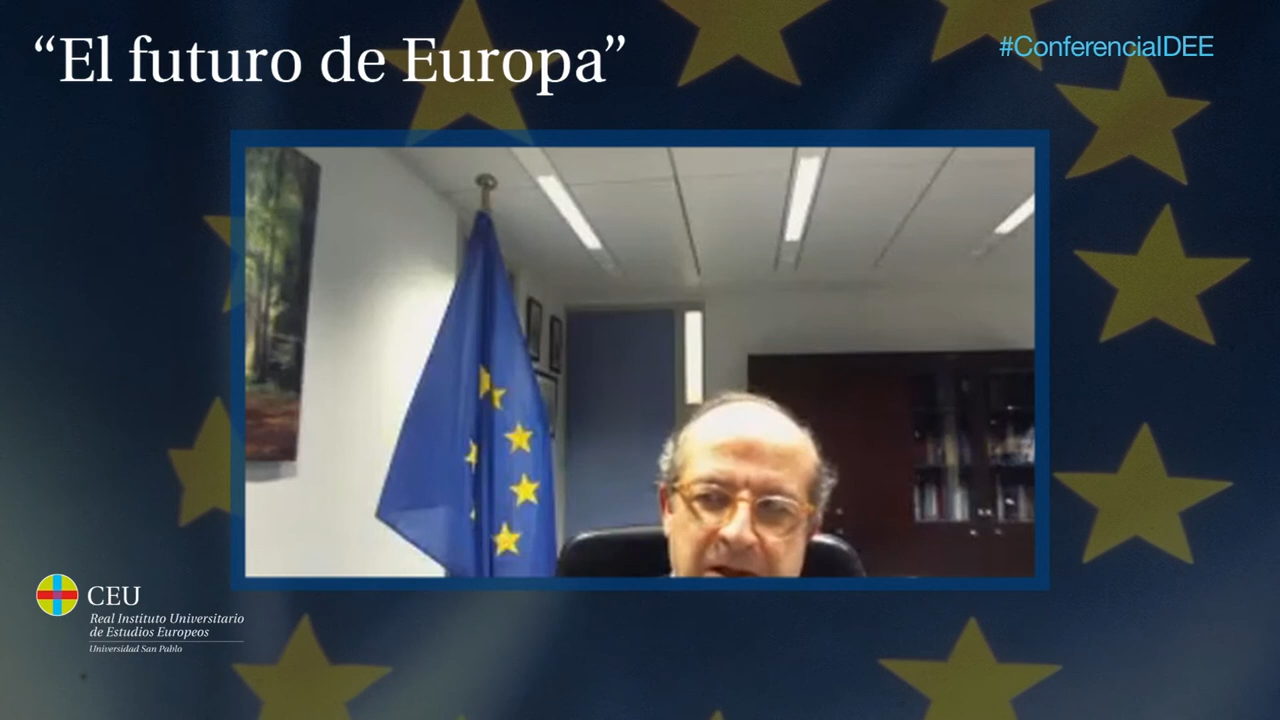 “El futuro de Europa”
#ConferenciaIDEE
CEU
Real Instituto Universitario
de Estudios Europeos
Universidad San Pablo